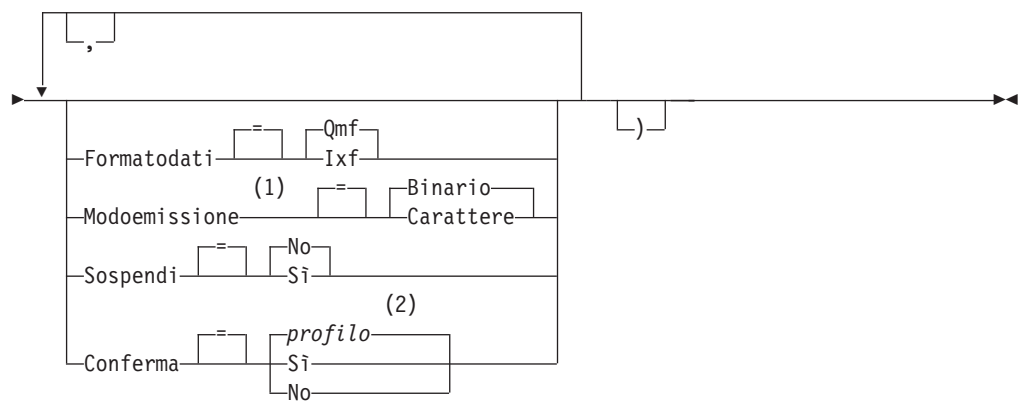 ,
)
= Qmf
Formatodati Ixf
(1) = Binario
Modoemissione Carattere
= No
Sospendi Sì
(2)
= profilo
Conferma Sì
No